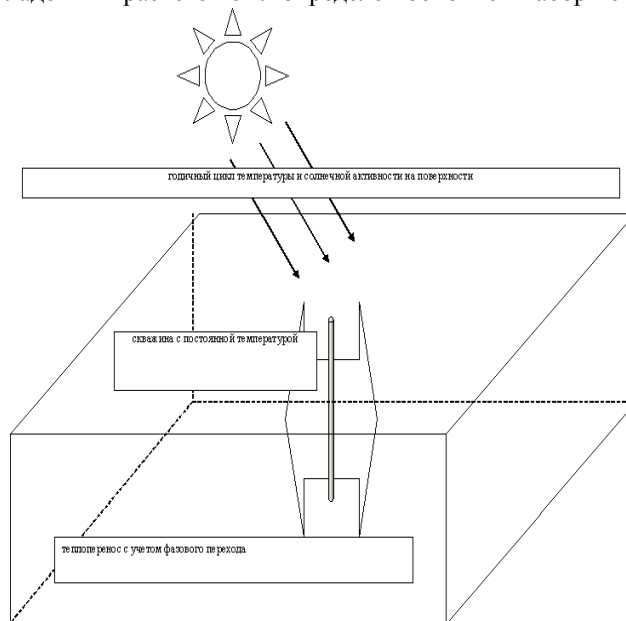 годичный цикл температуры и солнечной активности на поверхности
скважина с постоянной температурой
теплоперенос с учетом фазового перехода